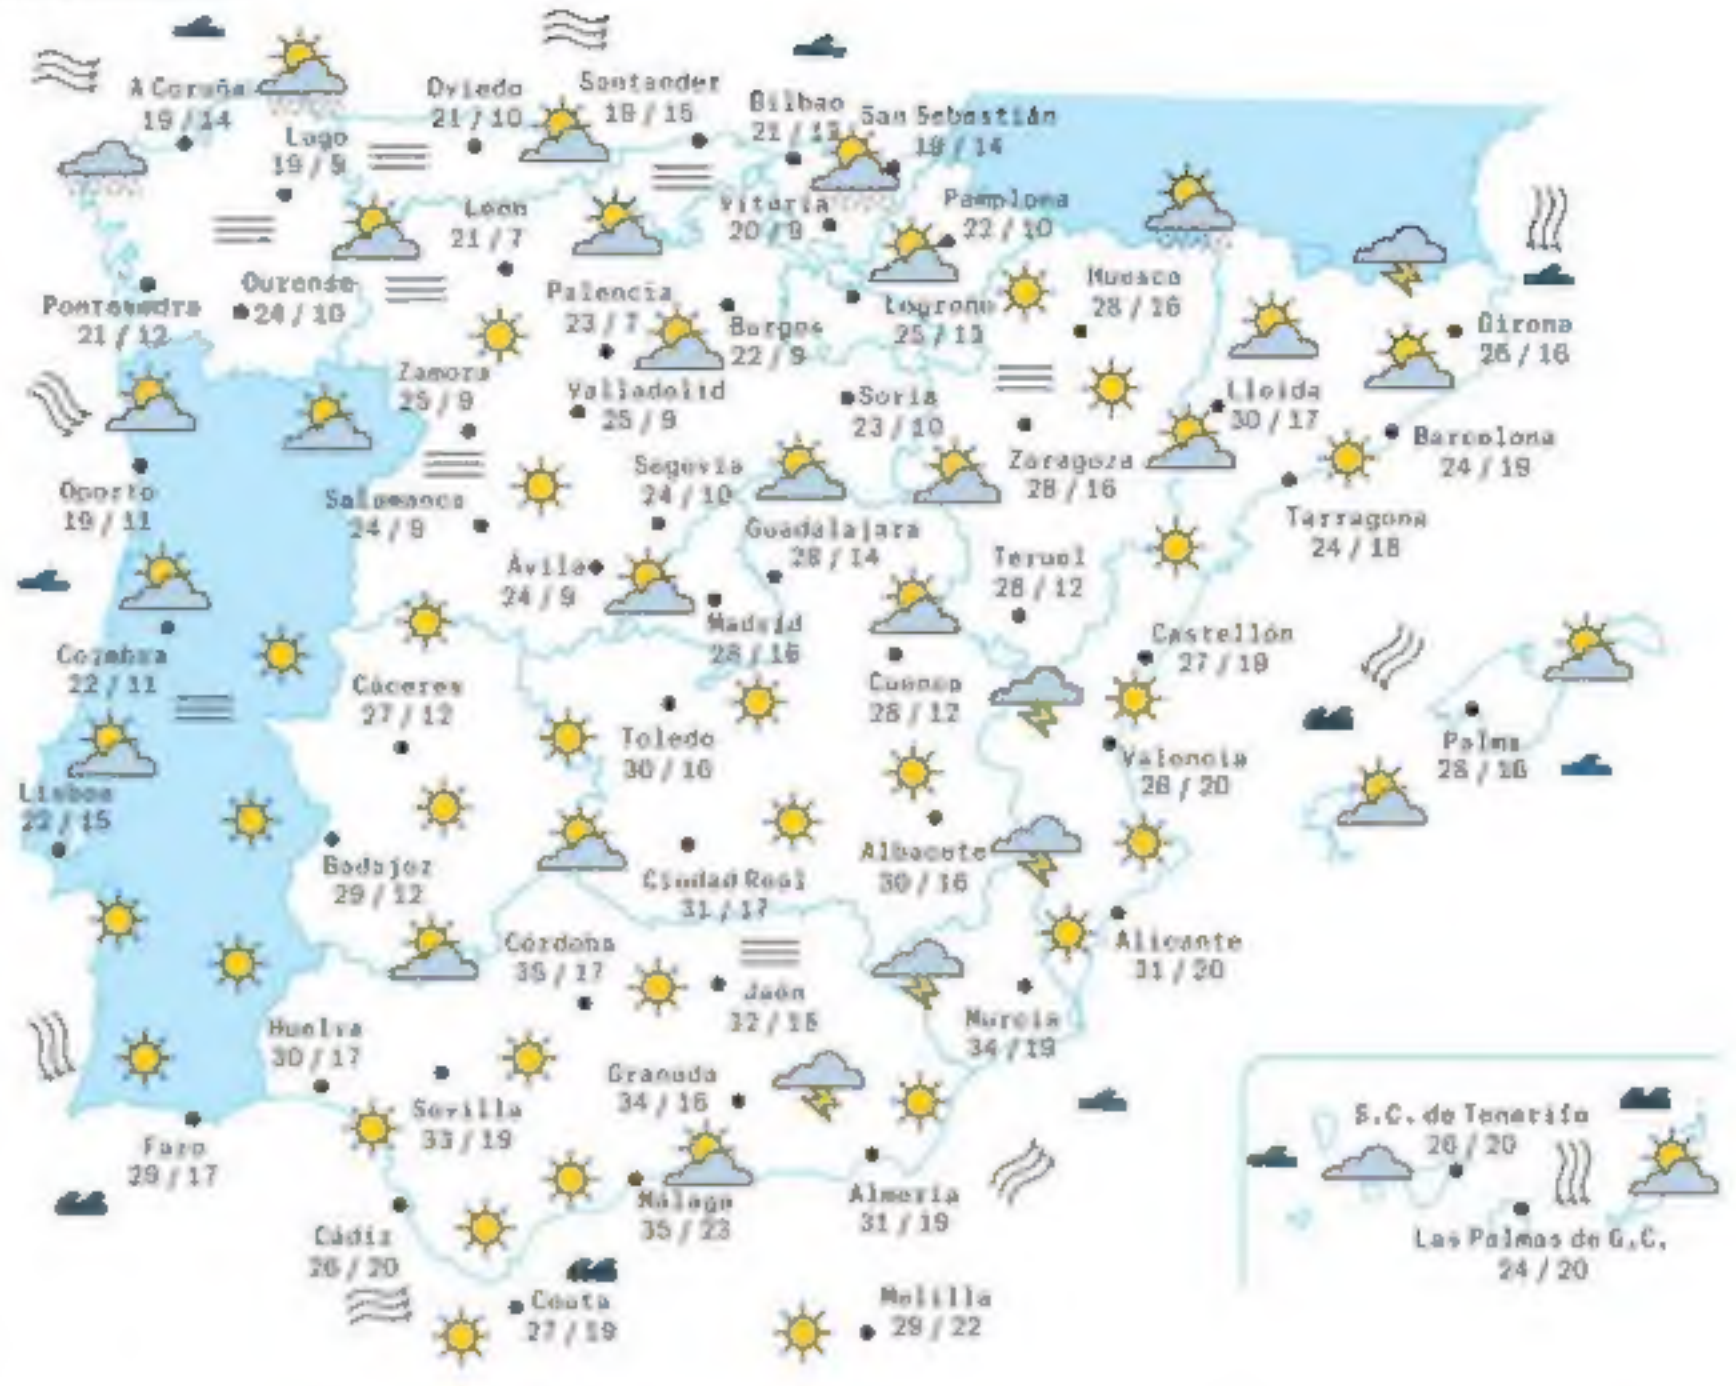 A Coruña
19 / 14
Lugo
19 / 9
Oviedo
21 / 10
Santander
18 / 15
Bilbao
21 /
San Sebastián
/ 14
Vitoria
20 / 9
Pamplona
22 / 10
León
21 / 7
Ourense
24 / 10
Pontevedra
21 / 12
Palencia
23 / 7
Burgos
22 / 9
Logroño
Huesca
28 / 16
Girona
26 / 16
Zamora
25 / 9
Valladolid
25 / 9
Soria
23 / 10
Lleida
30 / 17
Barcelona
24 / 19
Oporto
19 / 11
Salamanca
24 / 9
Segovia
24 / 10
Zaragoza
28 / 16
Guadalajara
28 / 14
Tarragona
24 / 18
Ávila
24 / 9
Teruel
28 / 12
Madrid
28 / 16
Castellón
27 / 19
Coimbra
22 / 11
Cáceres
27 / 12
Cuenca
28 / 12
Toledo
30 / 16
Valencia
28 / 20
Palma
28 / 16
Lisboa
22 / 15
Badajoz
29 / 12
Albacete
30 / 16
Ciudad Real
31 / 17
Córdoba
35 / 17
Alicante
31 / 20
Jaén
Murcia
34 / 19
Huelva
30 / 17
Granada
34 / 16
Sevilla
33 / 19
S.C. de Tenerife
26 / 20
Faro
29 / 17
Málaga
35 / 23
Almería
31 / 19
Cádiz
26 / 20
Las Palmas de G.C.
24 / 20
Ceuta
27 / 19
Melilla
29 / 22